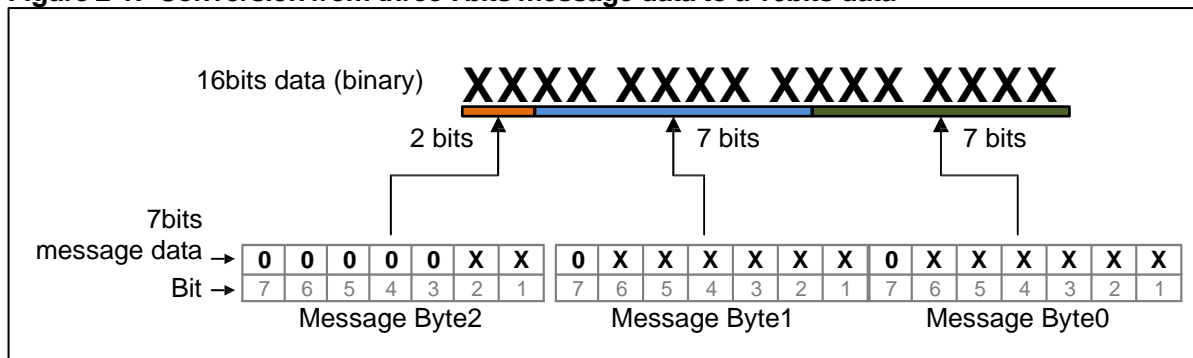 Figure 2-1. Conversion from three 7bits message data to a 16bits data
16bits data (binary) XXXX XXXX XXXX XXXX
2 bits 7 bits 7 bits
7bits
message data 0 0 0 0 0 X X 0 X X X X X X 0 X X X X X X
Bit 7 6 5 4 3 2 1 7 6 5 4 3 2 1 7 6 5 4 3 2 1
Message Byte2 Message Byte1 Message Byte0